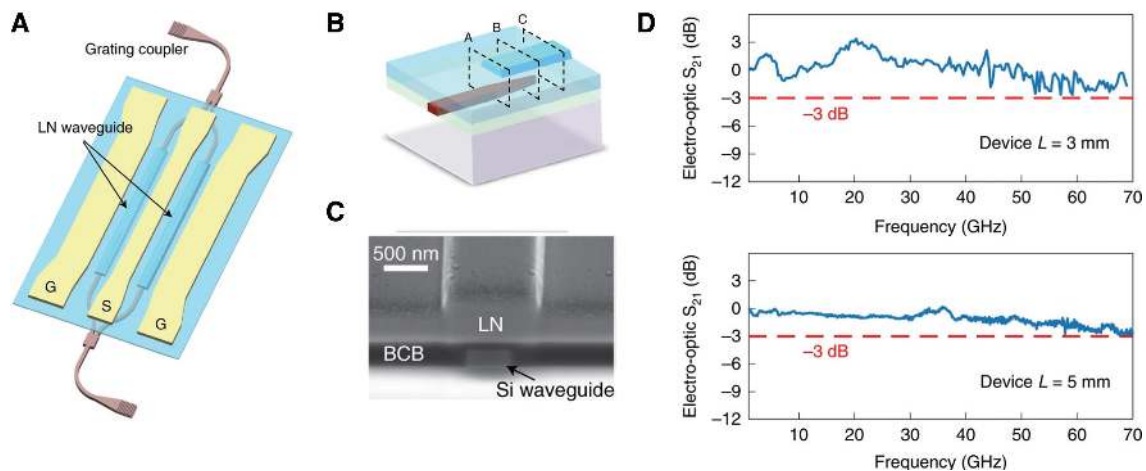 A
Grating coupler
LN waveguide
G
S
G
B
A
B
C
C
500 nm
LN
BCB
Si waveguide
D
Electro-optic S21 (dB)
3
0
−3
−6
−9
−12
−3 dB
Device L = 3 mm
10 20 30 40 50 60 70
Frequency (GHz)
Electro-optic S21 (dB)
3
0
−3
−6
−9
−12
−3 dB
Device L = 5 mm
10 20 30 40 50 60 70
Frequency (GHz)